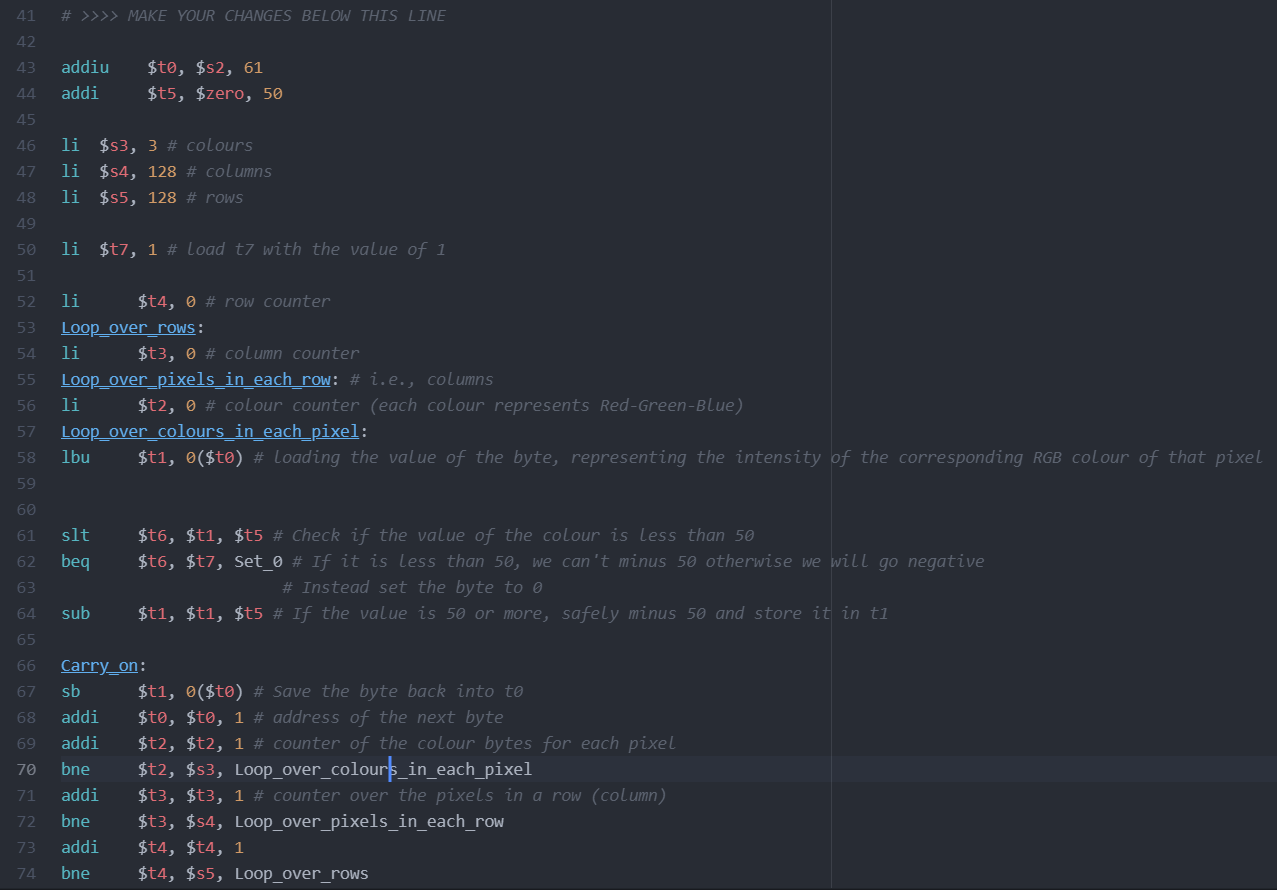 41 # >>>> MAKE YOUR CHANGES BELOW THIS LINE
42
43 addiu $t0, $s2, 61
44 addi $t5, $zero, 50
45
46 li $s3, 3 # colours
47 li $s4, 128 # columns
48 li $s5, 128 # rows
49
50 li $t7, 1 # load t7 with the value of 1
51
52 li $t4, 0 # row counter
53 Loop_over_rows:
54 li $t3, 0 # column counter
55 Loop_over_pixels_in_each_row: # i.e., columns
56 li $t2, 0 # colour counter (each colour represents Red-Green-Blue)
57 Loop_over_colours_in_each_pixel:
58 lbu $t1, 0($t0) # loading the value of the byte, representing the intensity of the corresponding RGB colour of that pixel
59
60
61 slt $t6, $t1, $t5 # Check if the value of the colour is less than 50
62 beq $t6, $t7, Set_0 # If it is less than 50, we can't minus 50 otherwise we will go negative
63 # Instead set the byte to 0
64 sub $t1, $t1, $t5 # If the value is 50 or more, safely minus 50 and store it in t1
65
66 Carry_on:
67 sb $t1, 0($t0) # Save the byte back into t0
68 addi $t0, $t0, 1 # address of the next byte
69 addi $t2, $t2, 1 # counter of the colour bytes for each pixel
70 bne $t2, $s3, Loop_over_colours_in_each_pixel
71 addi $t3, $t3, 1 # counter over the pixels in a row (column)
72 bne $t3, $s4, Loop_over_pixels_in_each_row
73 addi $t4, $t4, 1
74 bne $t4, $s5, Loop_over_rows